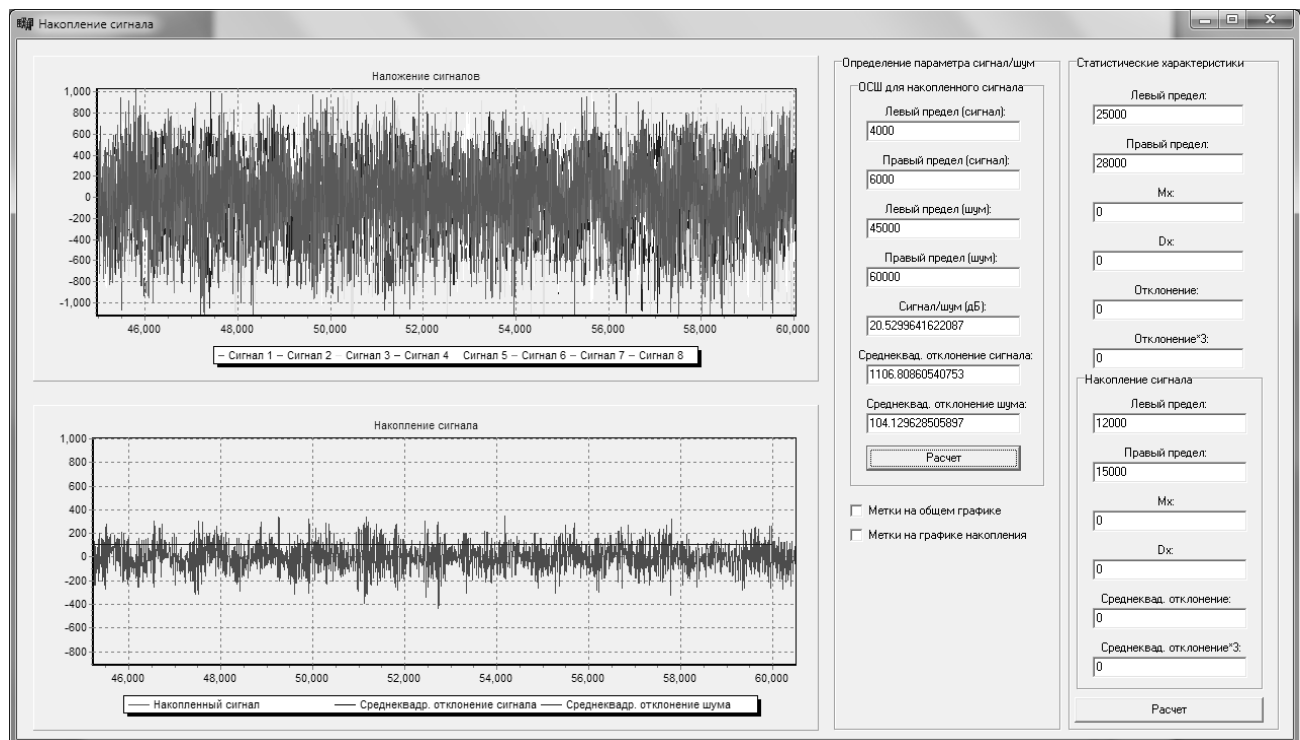 Накопление сигнала
Наложение сигналов
1,000
800
600
400
200
0
-200
-400
-600
-800
-1,000
46,000 48,000 50,000 52,000 54,000 56,000 58,000 60,000
Сигнал 1 Сигнал 2 Сигнал 3 Сигнал 4 Сигнал 5 Сигнал 6 Сигнал 7 Сигнал 8
Накопление сигнала
1,000
800
600
400
200
0
-200
-400
-600
-800
46,000 48,000 50,000 52,000 54,000 56,000 58,000 60,000
Накопленный сигнал Среднеквадр. отклонение сигнала Среднеквадр. отклонение шума
Определение параметра сигнал/шум
ОСШ для накопленного сигнала
Левый предел (сигнал):
4000
Правый предел (сигнал):
6000
Левый предел (шум):
45000
Правый предел (шум):
60000
Сигнал/шум (дБ):
20.5299641622087
Среднеквад. отклонение сигнала:
1106.80860540753
Среднеквад. отклонение шума:
104.129628505897
Расчет
Метки на общем графике
Метки на графике накопления
Статистические характеристики
Левый предел:
25000
Правый предел:
28000
Mx:
0
Dx:
0
Отклонение:
0
Отклонение*3:
0
Накопление сигнала
Левый предел:
12000
Правый предел:
15000
Mx:
0
Dx:
0
Среднеквад. отклонение:
0
Среднеквад. отклонение*3:
0
Расчет